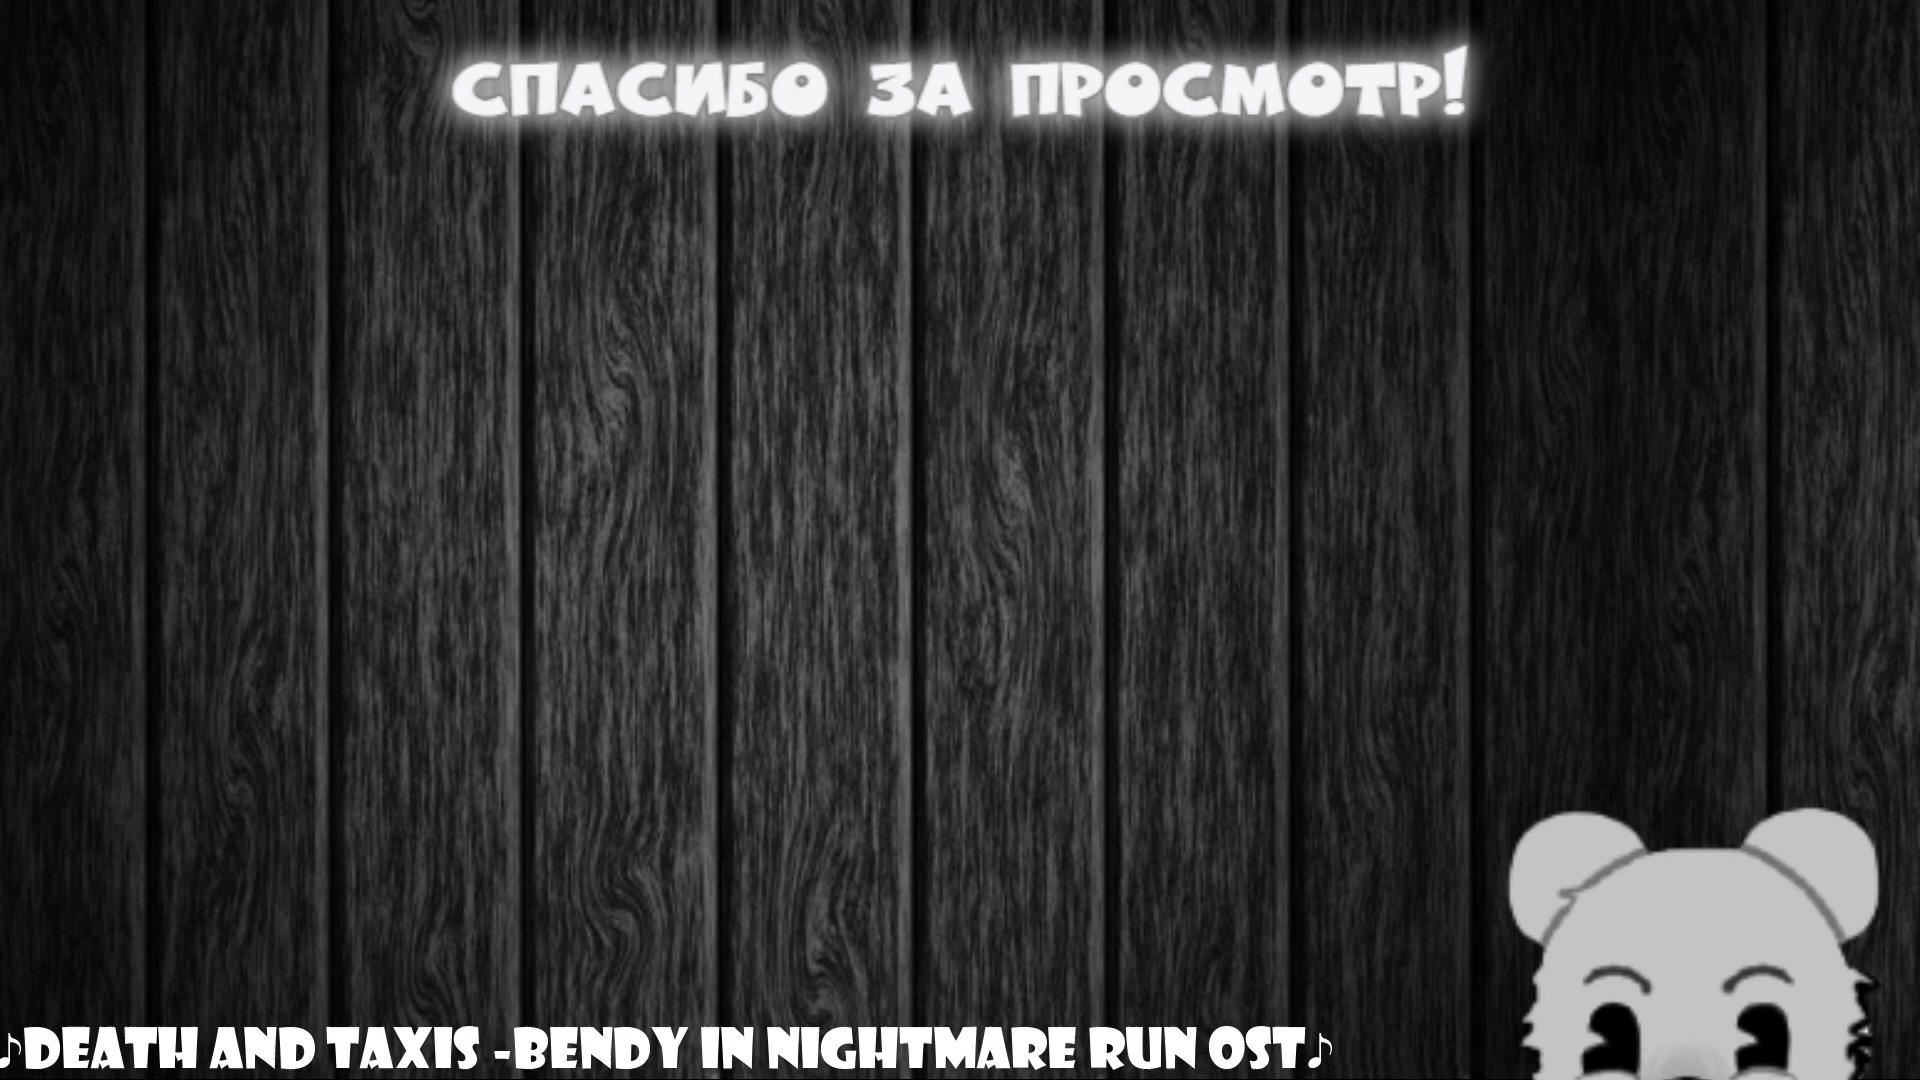 СПАСИБО ЗА ПРОСМОТР!
♪DEATH AND TAXIS -BENDY IN NIGHTMARE RUN OST♪